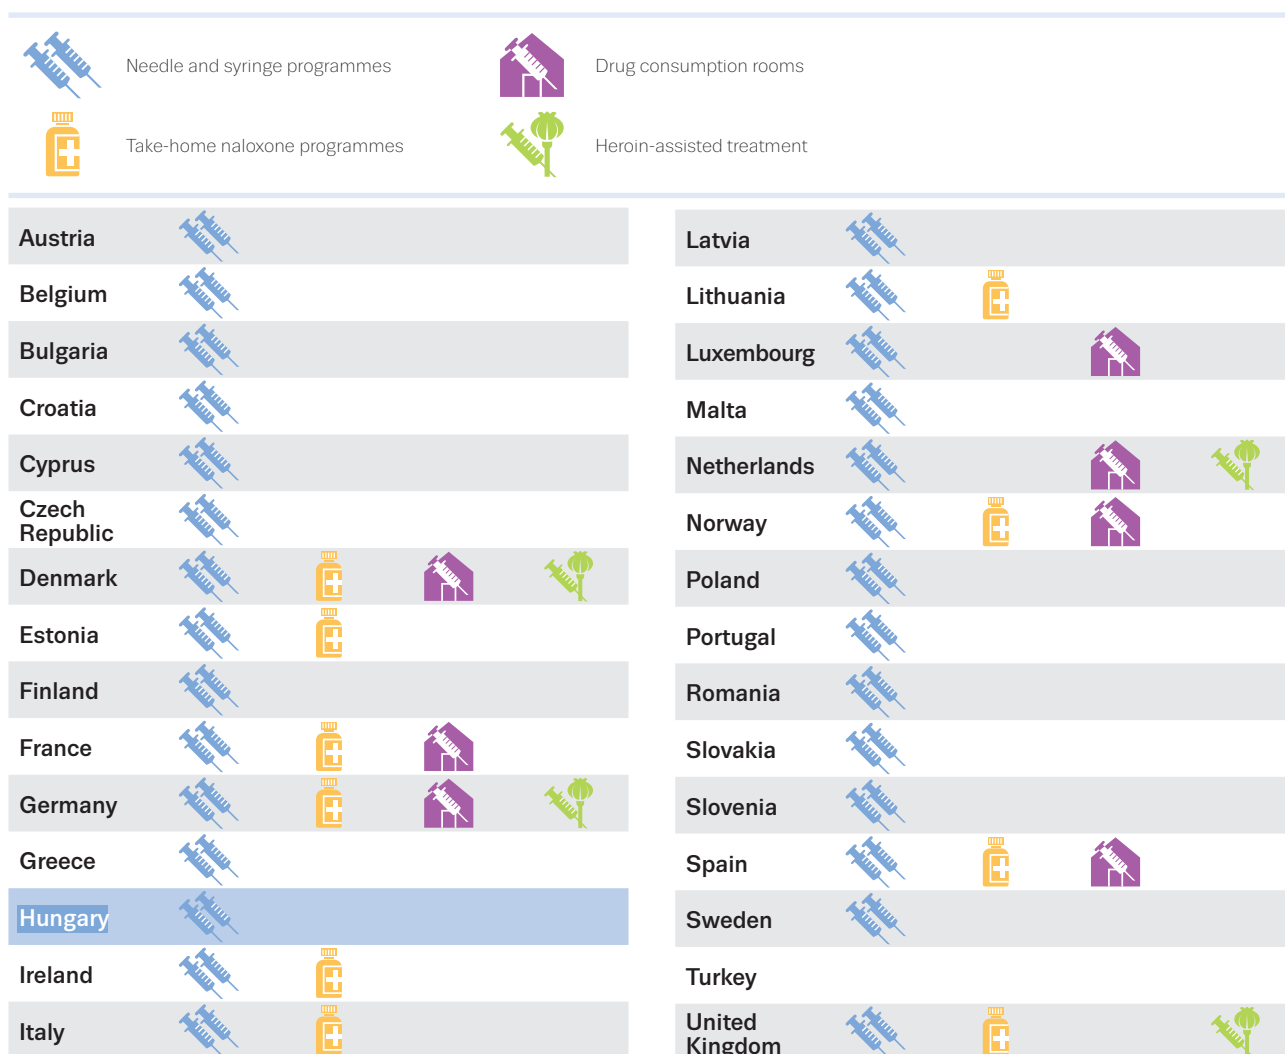 Needle and syringe programmes
Drug consumption rooms
Take-home naloxone programmes
Heroin-assisted treatment
Austria
Belgium
Bulgaria
Croatia
Cyprus
Czech
Republic
Denmark
Estonia
Finland
France
Germany
Greece
Hungary
Ireland
Italy
Latvia
Lithuania
Luxembourg
Malta
Netherlands
Norway
Poland
Portugal
Romania
Slovakia
Slovenia
Spain
Sweden
Turkey
United
Kingdom